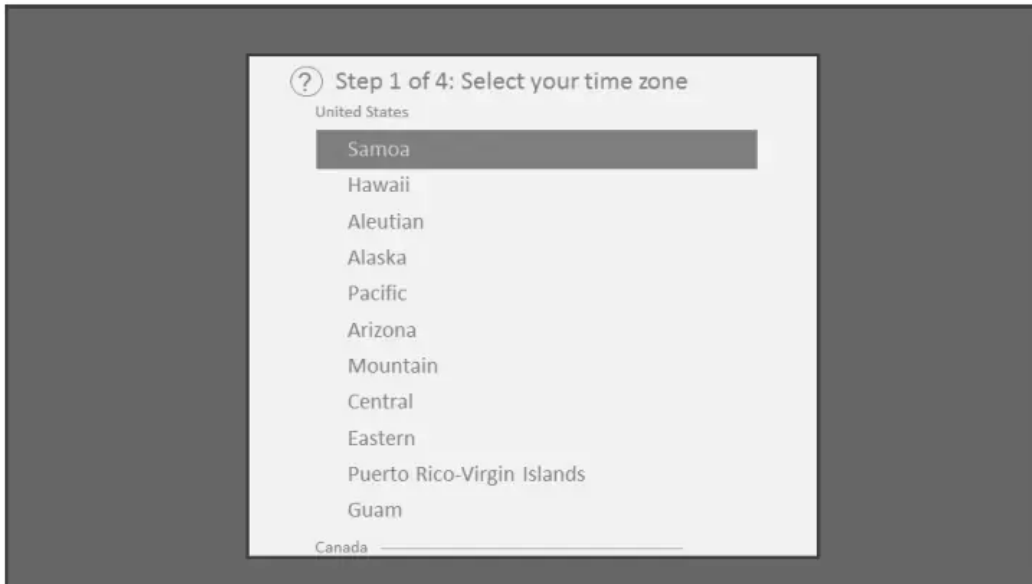 ? Step 1 of 4: Select your time zone
United States
Samoa
Hawaii
Aleutian
Alaska
Pacific
Arizona
Mountain
Central
Eastern
Puerto Rico-Virgin Islands
Guam
Canada